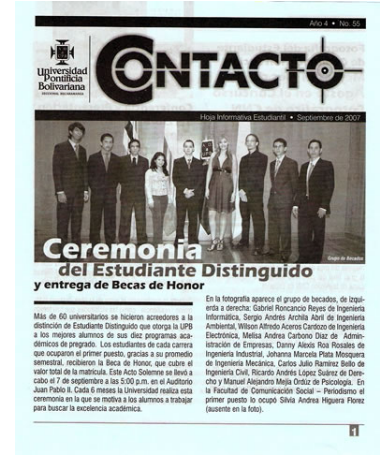 Año 4 • No. 55
Universidad
Pontificia
Bolivariana
CONTACTO
Hoja Informativa Estudiantil • Septiembre de 2007
Grupo de Becados
Ceremonia
del Estudiante Distinguido
y entrega de Becas de Honor
Más de 60 universitarios se hicieron acreedores a la
distinción de Estudiante Distinguido que otorga la UPB
a los mejores alumnos de sus diez programas aca-
démicos de pregrado. Los estudiantes de cada carrera
que ocuparon el primer puesto, gracias a su promedio
semestral, recibieron la Beca de Honor, que cubre el
valor total de la matrícula. Este Acto Solemne se llevó a
cabo el 7 de septiembre a las 5:00 p.m. en el Auditorio
Juan Pablo II. Cada 6 meses la Universidad realiza esta
ceremonia en la que se motiva a los alumnos a trabajar
para buscar la excelencia académica.
En la fotografía aparece el grupo de becados, de izqui-
erda a derecha: Gabriel Roncancio Reyes de Ingeniería
Informática, Sergio Andrés Archila Abril de Ingeniería
Ambiental, Wilson Alfredo Aceros Cardozo de Ingeniería
Electrónica, Melisa Andrea Carbono Diaz de Admin-
istración de Empresas, Danny Alexis Roa Rosales de
Ingeniería Industrial, Johanna Marcela Plata Mosquera
de Ingeniería Mecánica, Carlos Julio Ramírez Bello de
Ingeniería Civil, Ricardo Andrés López Suárez de Dere-
cho y Manuel Alejandro Mejía Ordúz de Psicología. En
la Facultad de Comunicación Social – Periodismo el
primer puesto lo ocupó Silvia Andrea Higuera Florez
(ausente en la foto).
1